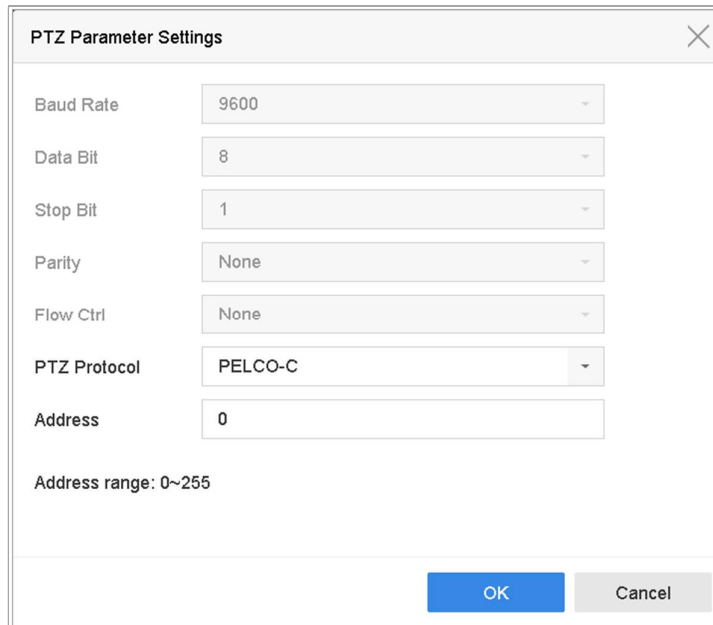 PTZ Parameter Settings
Baud Rate 9600
Data Bit 8
Stop Bit 1
Parity None
Flow Ctrl None
PTZ Protocol PELCO-C
Address 0
Address range: 0~255
OK Cancel